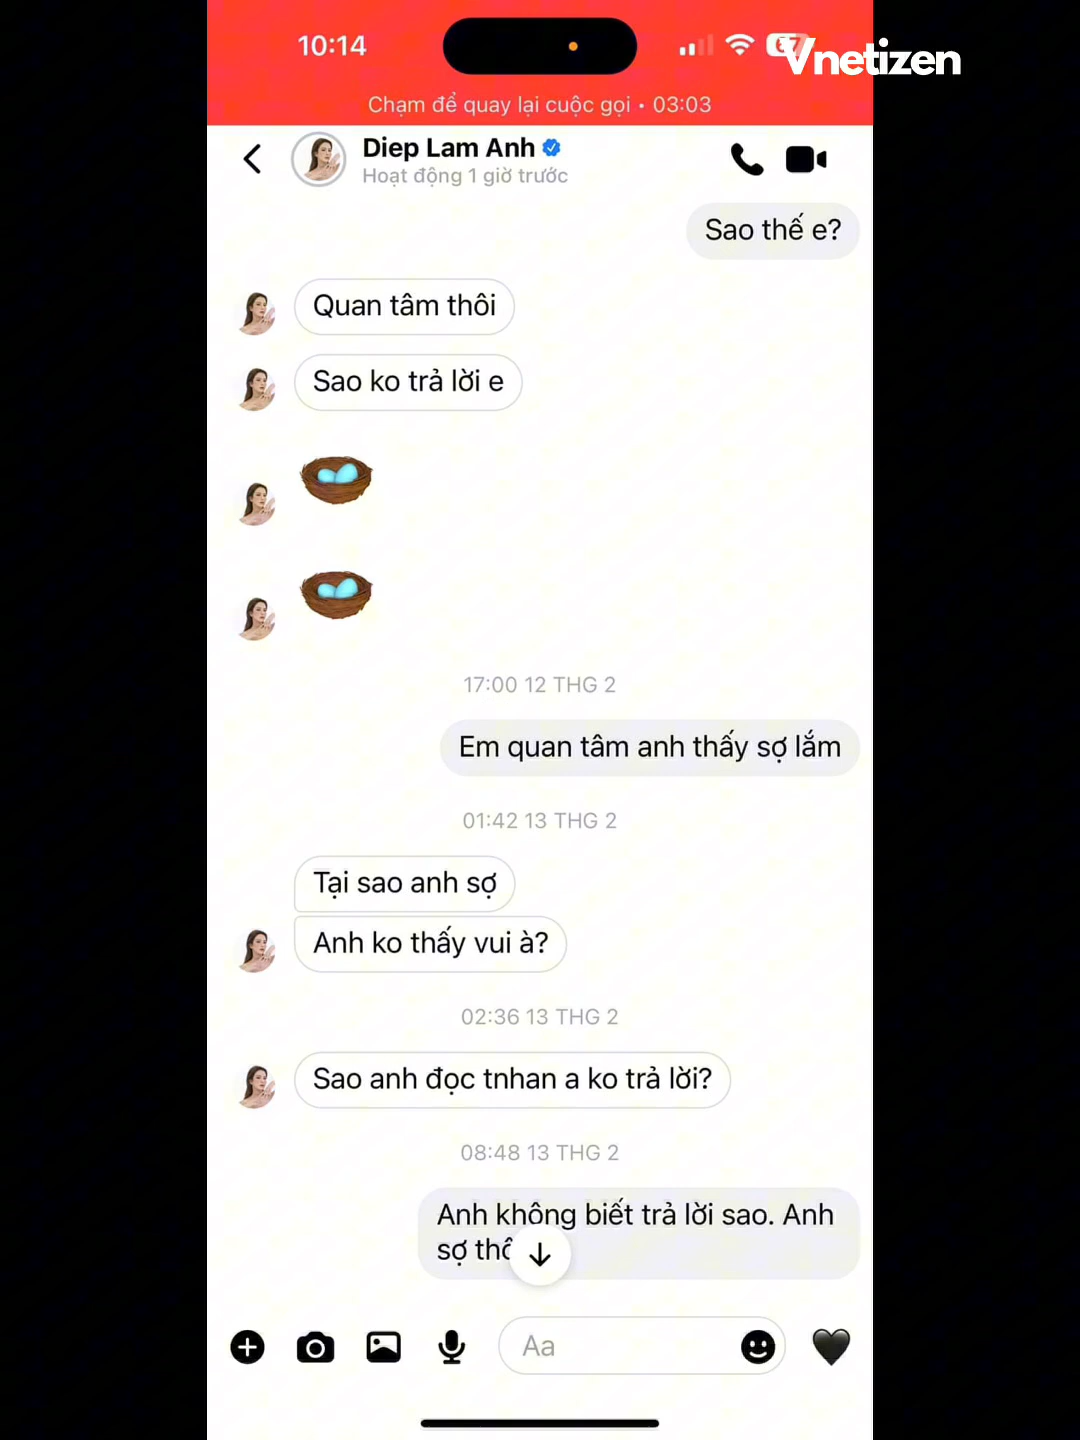 10:14
Vnetizen
Chạm để quay lại cuộc gọi • 03:03
Diep Lam Anh
Hoạt động 1 giờ trước
Sao thế e?
Quan tâm thôi
Sao ko trả lời e
17:00 12 THG 2
Em quan tâm anh thấy sợ lắm
01:42 13 THG 2
Tại sao anh sợ
Anh ko thấy vui à?
02:36 13 THG 2
Sao anh đọc tnhan a ko trả lời?
08:48 13 THG 2
Anh không biết trả lời sao. Anh
sợ
Aa